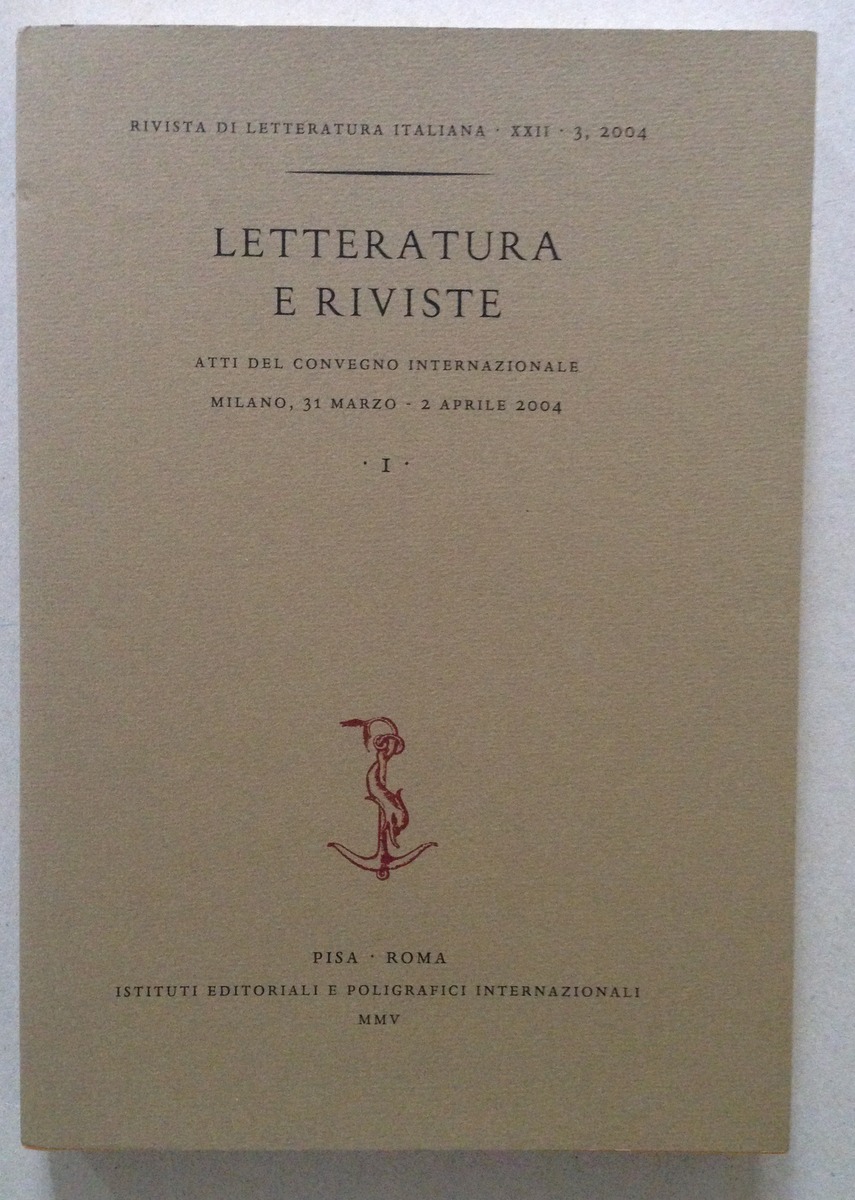 RIVISTA DI LETTERATURA ITALIANA · XXII · 3, 2004
LETTERATURA
E RIVISTE
ATTI DEL CONVEGNO INTERNAZIONALE
MILANO, 31 MARZO - 2 APRILE 2004
· I ·
PISA · ROMA
ISTITUTI EDITORIALI E POLIGRAFICI INTERNAZIONALI
MMV